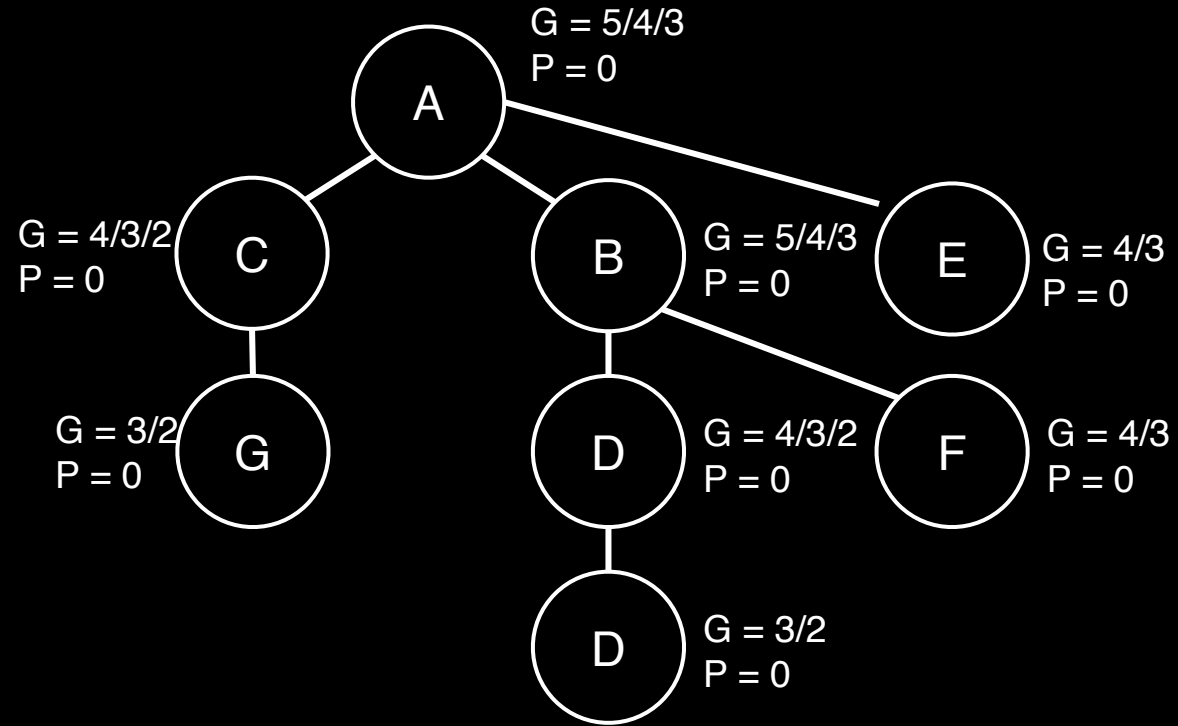 G = 5/4/3
P = 0
A
G = 4/3/2
P = 0
C
B
G = 5/4/3
P = 0
E
G = 4/3
P = 0
G = 3/2
P = 0
G
D
G = 4/3/2
P = 0
F
G = 4/3
P = 0
D
G = 3/2
P = 0